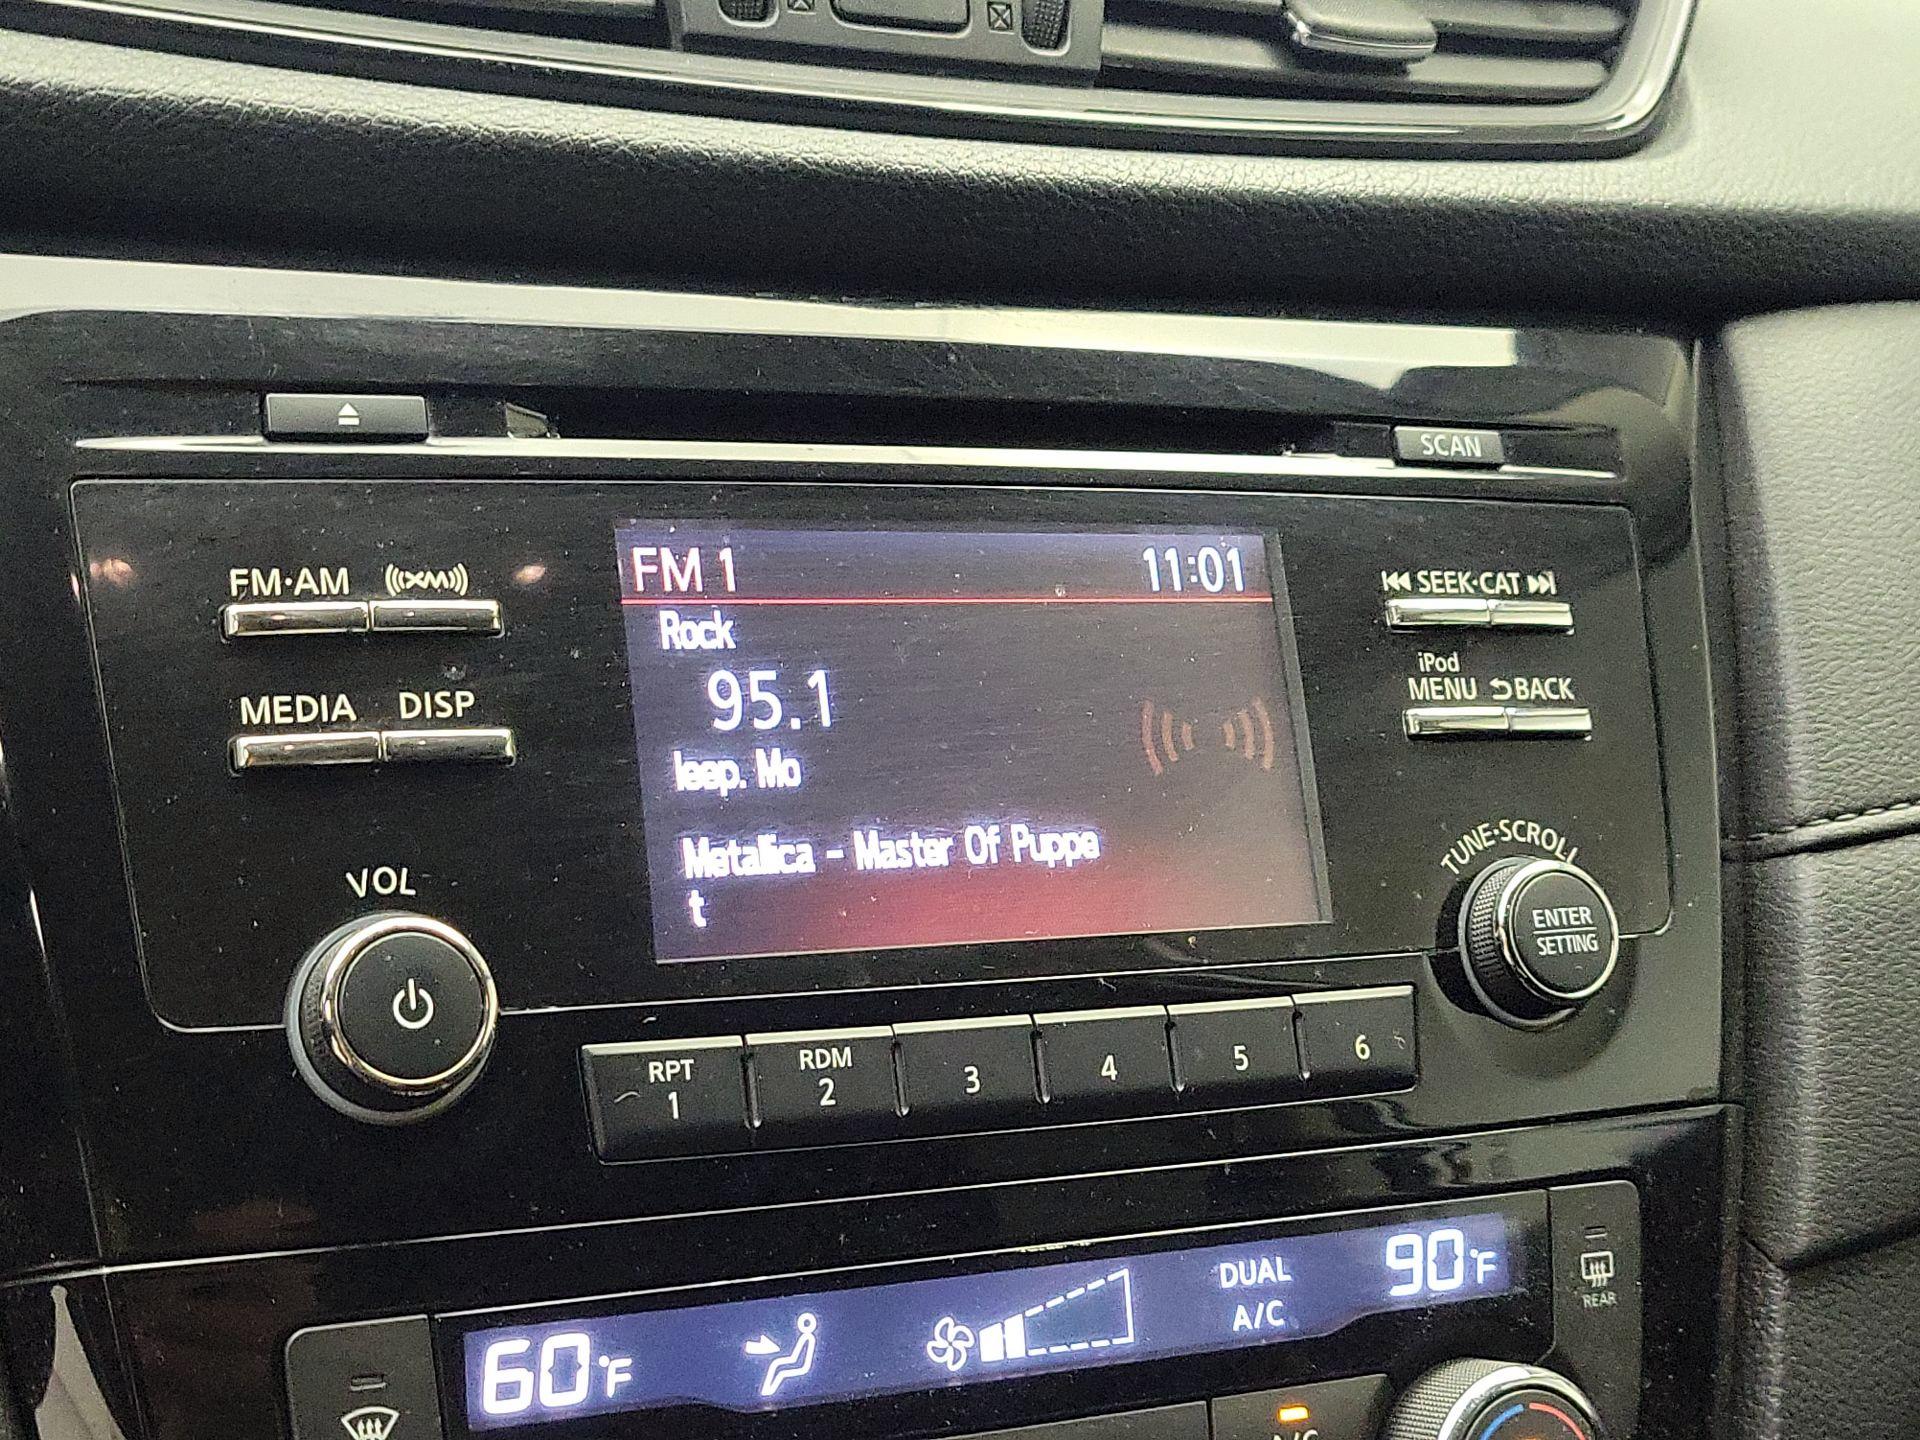 SCAN
FM·AM
XM
FM 1
11:01
SEEK·CAT
Rock
iPod
MENU
BACK
95.1
MEDIA
DISP
leep. Mo
Metallica - Master Of Puppe
t
TUNE·SCROLL
VOL
ENTER
SETTING
RPT
1
RDM
2
3
4
5
6
60°F
DUAL
A/C
90°F
REAR
A/C